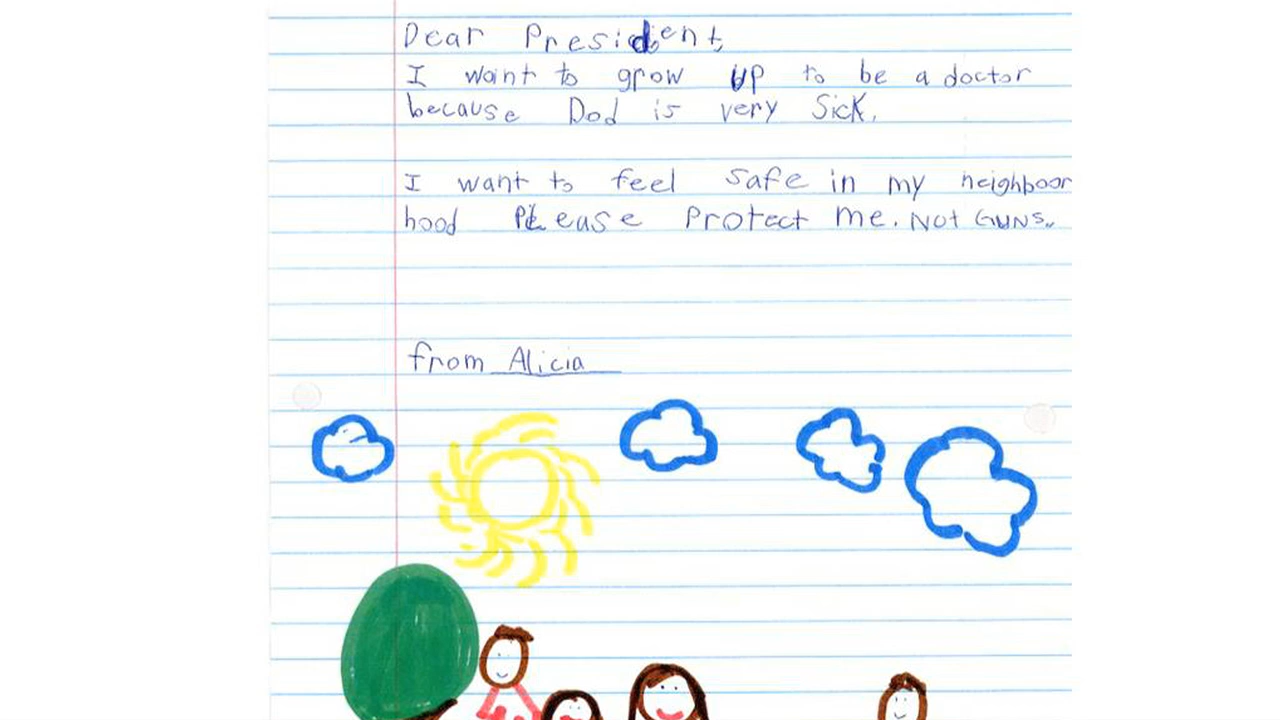 Dear President,
I want to grow up to be a doctor
because Dad is very sick.
I want to feel safe in my neighboor
hood Please Protect me. NOT GUNS.
from Alicia